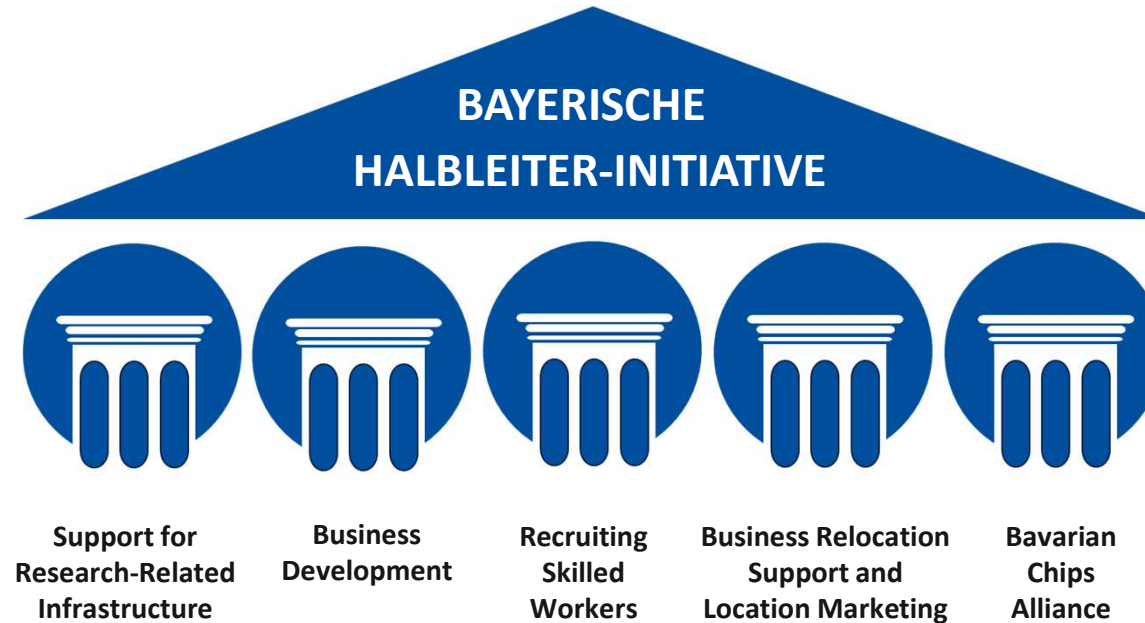 BAYERISCHE
HALBLEITER-INITIATIVE
Support for
Research-Related
Infrastructure
Business
Development
Recruiting
Skilled
Workers
Business Relocation
Support and
Location Marketing
Bavarian
Chips
Alliance